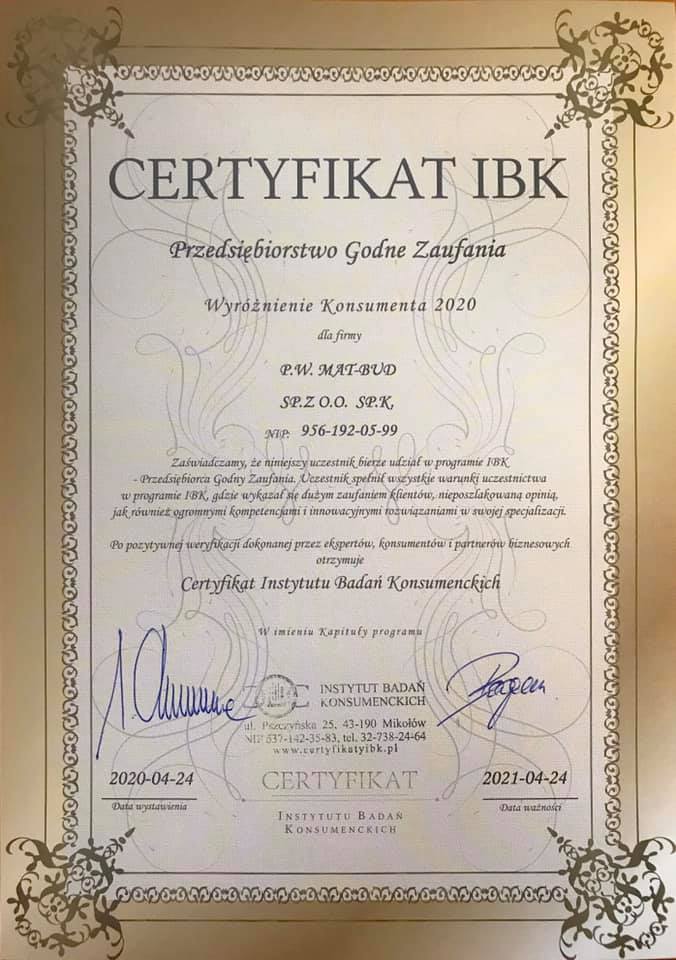 CERTYFIKAT IBK
Przedsiębiorstwo Godne Zaufania
Wyróżnienie Konsumenta 2020
dla firmy
P.W. MAT-BUD
SP.Z O.O. SP.K.
NIP: 956-192-05-99
Zaświadczamy, że niniejszy uczestnik bierze udział w programie IBK
- Przedsiębiorca Godny Zaufania. Uczestnik spełnił wszystkie warunki uczestnictwa
w programie IBK, gdzie wykazał się dużym zaufaniem klientów, nieposzlakowaną opinią,
jak również ogromnymi kompetencjami i innowacyjnymi rozwiązaniami w swojej specjalizacji.
Po pozytywnej weryfikacji dokonanej przez ekspertów, konsumentów i partnerów biznesowych
otrzymuje
Certyfikat Instytutu Badań Konsumenckich
W imieniu Kapituły programu
INSTYTUT BADAŃ
KONSUMENCKICH
ul. Pszczyńska 25, 43-190 Mikołów
NIP 637-142-35-83, tel. 32-738-24-64
www.certyfikatyibk.pl
2020-04-24
Data wystawienia
CERTYFIKAT
INSTYTUTU BADAŃ
KONSUMENCKICH
2021-04-24
Data ważności